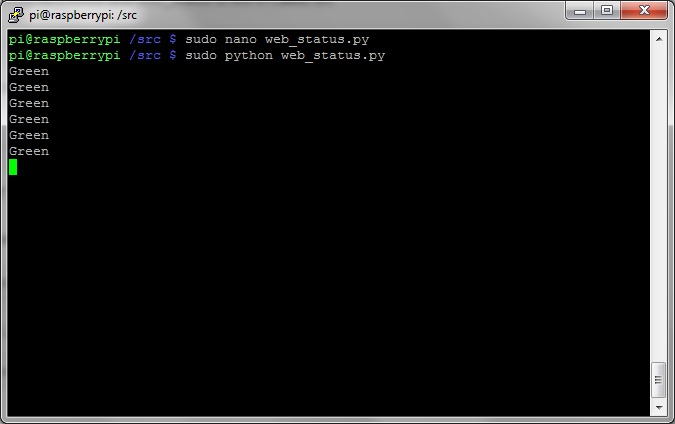 pi@raspberrypi: /src
pi@raspberrypi /src $ sudo nano web_status.py
pi@raspberrypi /src $ sudo python web_status.py
Green
Green
Green
Green
Green
Green